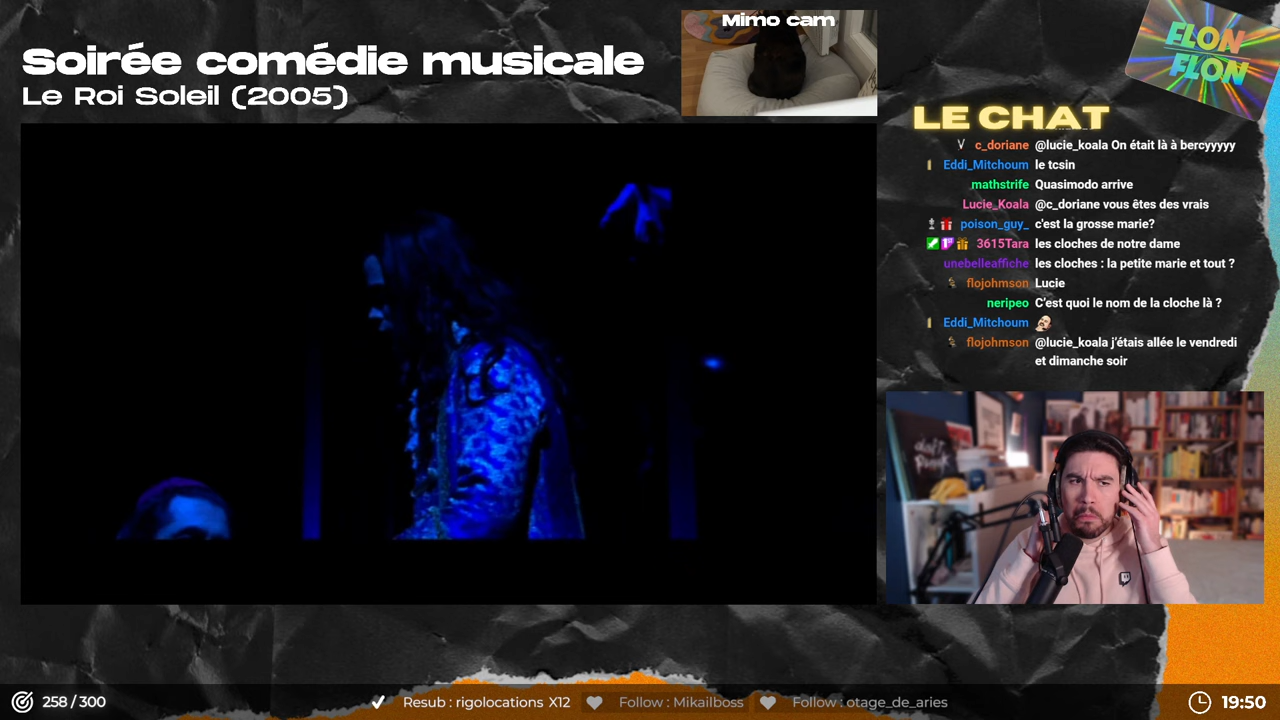 Soirée comédie musicale
Le Roi Soleil (2005)
Mimo cam
FLON
FLON
LE CHAT
c_doriane @lucie_koala On était là à bercyyyyy
Eddi_Mitchoum le tcsin
mathstrife Quasimodo arrive
Lucie_Koala @c_doriane vous êtes des vrais
poison_guy_ c'est la grosse marie?
3615Tara les cloches de notre dame
unebelleaffiche les cloches : la petite marie et tout ?
flojohmson Lucie
neripeo C'est quoi le nom de la cloche là ?
Eddi_Mitchoum
flojohmson @lucie_koala j'étais allée le vendredi
et dimanche soir
daft
punk
258 / 300
Resub : rigolocations X12
Follow : Mikailboss
Follow : otage_de_aries
19:50